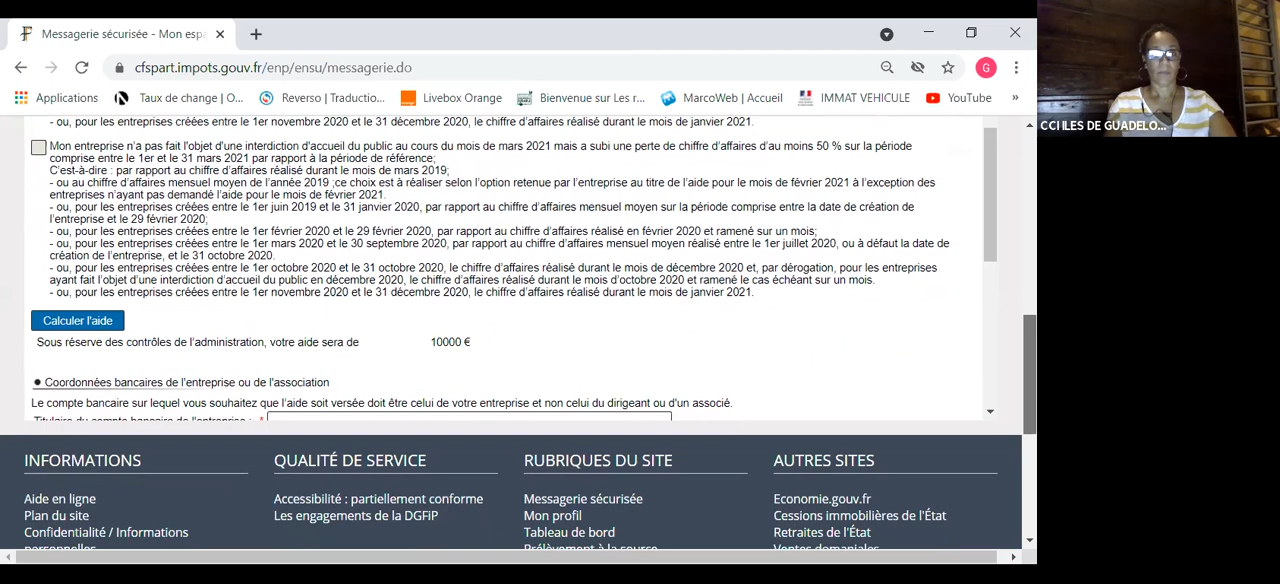 Messagerie sécurisée - Mon esp
cfspart.impots.gouv.fr/enp/ensu/messagerie.do
G
Applications
Taux de change | O...
Reverso | Traductio...
Livebox Orange
Bienvenue sur Les r...
MarcoWeb | Accueil
IMMAT VEHICULE
YouTube
»
CCI ILES DE GUADELO...
- ou, pour les entreprises créées entre le 1er novembre 2020 et le 31 décembre 2020, le chiffre d'affaires réalisé durant le mois de janvier 2021.
Mon entreprise n'a pas fait l'objet d'une interdiction d'accueil du public au cours du mois de mars 2021 mais a subi une perte de chiffre d'affaires d'au moins 50 % sur la période
comprise entre le 1er et le 31 mars 2021 par rapport à la période de référence;
C'est-à-dire : par rapport au chiffre d'affaires réalisé durant le mois de mars 2019;
- ou au chiffre d'affaires mensuel moyen de l'année 2019 ;ce choix est à réaliser selon l'option retenue par l'entreprise au titre de l'aide pour le mois de février 2021 à l'exception des
entreprises n'ayant pas demandé l'aide pour le mois de février 2021.
- ou, pour les entreprises créées entre le 1er juin 2019 et le 31 janvier 2020, par rapport au chiffre d'affaires mensuel moyen sur la période comprise entre la date de création de
l'entreprise et le 29 février 2020;
- ou, pour les entreprises créées entre le 1er février 2020 et le 29 février 2020, par rapport au chiffre d'affaires réalisé en février 2020 et ramené sur un mois;
- ou, pour les entreprises créées entre le 1er mars 2020 et le 30 septembre 2020, par rapport au chiffre d'affaires mensuel moyen réalisé entre le 1er juillet 2020, ou à défaut la date de
création de l'entreprise, et le 31 octobre 2020.
- ou, pour les entreprises créées entre le 1er octobre 2020 et le 31 octobre 2020, le chiffre d'affaires réalisé durant le mois de décembre 2020 et, par dérogation, pour les entreprises
ayant fait l'objet d'une interdiction d'accueil du public en décembre 2020, le chiffre d'affaires réalisé durant le mois d'octobre 2020 et ramené le cas échéant sur un mois.
- ou, pour les entreprises créées entre le 1er novembre 2020 et le 31 décembre 2020, le chiffre d'affaires réalisé durant le mois de janvier 2021.
Calculer l'aide
Sous réserve des contrôles de l'administration, votre aide sera de 10000 €
● Coordonnées bancaires de l'entreprise ou de l'association
Le compte bancaire sur lequel vous souhaitez que l'aide soit versée doit être celui de votre entreprise et non celui du dirigeant ou d'un associé.
Titulaire du compte bancaire de l'entreprise : *
INFORMATIONS
Aide en ligne
Plan du site
Confidentialité / Informations
personnelles
QUALITÉ DE SERVICE
Accessibilité : partiellement conforme
Les engagements de la DGFiP
RUBRIQUES DU SITE
Messagerie sécurisée
Mon profil
Tableau de bord
Prélèvement à la source
AUTRES SITES
Economie.gouv.fr
Cessions immobilières de l'État
Retraites de l'État
Ventes domaniales